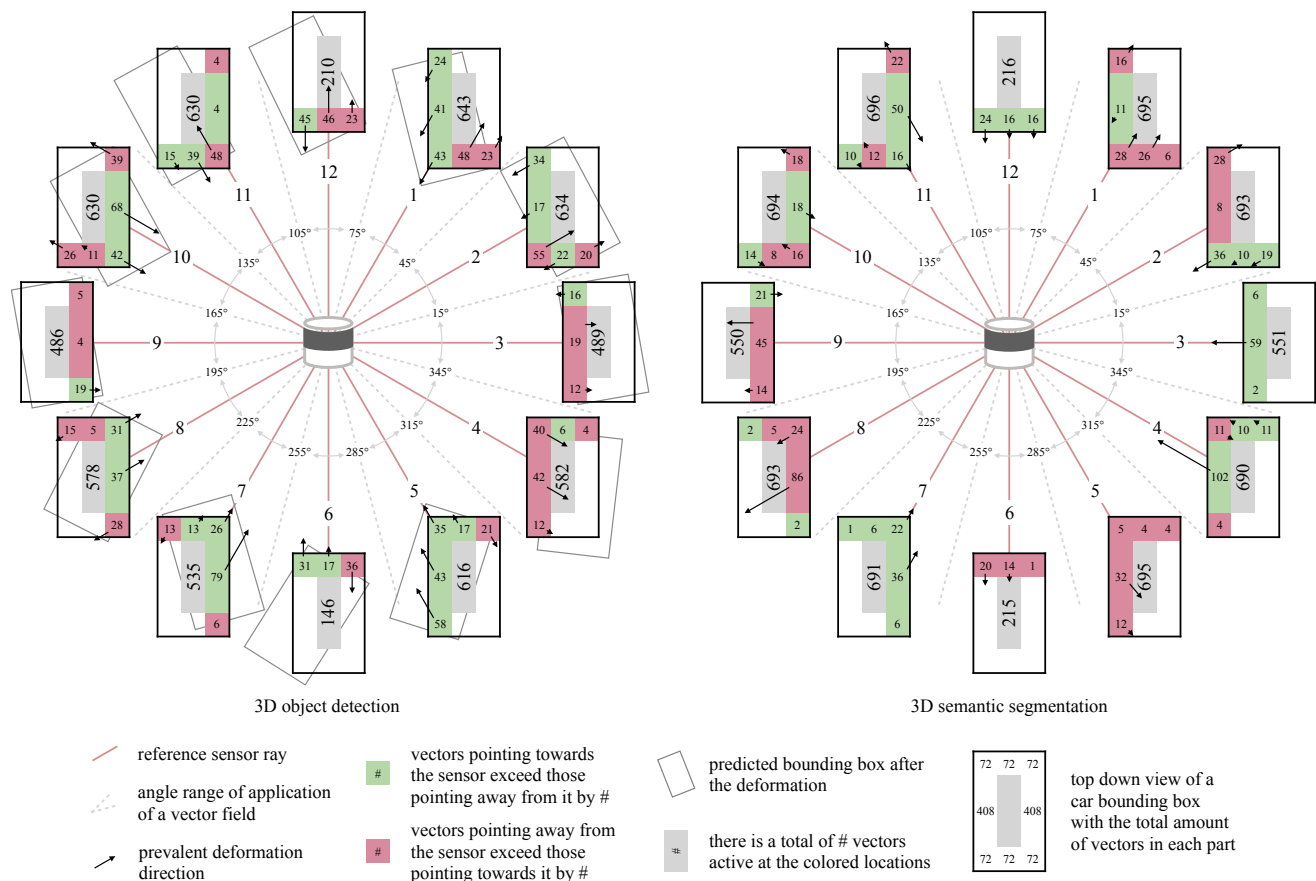 210
45 46 23
12
24
41
643
43 48 23
1
34
17
634
55 22 20
2
16
19
489
12
3
40 6 4
42
582
12
4
35 17 21
43
616
58
5
31 17 36
146
6
13 13 26
535
79
6
7
15 5 31
578
37
28
8
5
486
4
19
9
39
630
68
26 11 42
10
4
630
4
15 39 48
11
75°
45°
15°
345°
315°
285°
255°
225°
195°
165°
135°
105°
3D object detection
216
24 16 16
12
16
11
695
28 26 6
1
28
8
693
36 10 19
2
6
59
551
2
3
11 10 11
102
690
4
4
5 4 4
32
695
12
5
20 14 1
215
6
1 6 22
691
36
6
7
2 5 24
693
86
2
8
21
550
45
14
9
18
694
18
14 8 16
10
22
696
50
10 12 16
11
75°
45°
15°
345°
315°
285°
255°
225°
195°
165°
135°
105°
3D semantic segmentation
reference sensor ray
angle range of application
of a vector field
prevalent deformation
direction
#
vectors pointing towards
the sensor exceed those
pointing away from it by #
#
vectors pointing away from
the sensor exceed those
pointing towards it by #
predicted bounding box after
the deformation
#
there is a total of # vectors
active at the colored locations
72 72 72
408 408
72 72 72
top down view of a
car bounding box
with the total amount
of vectors in each part